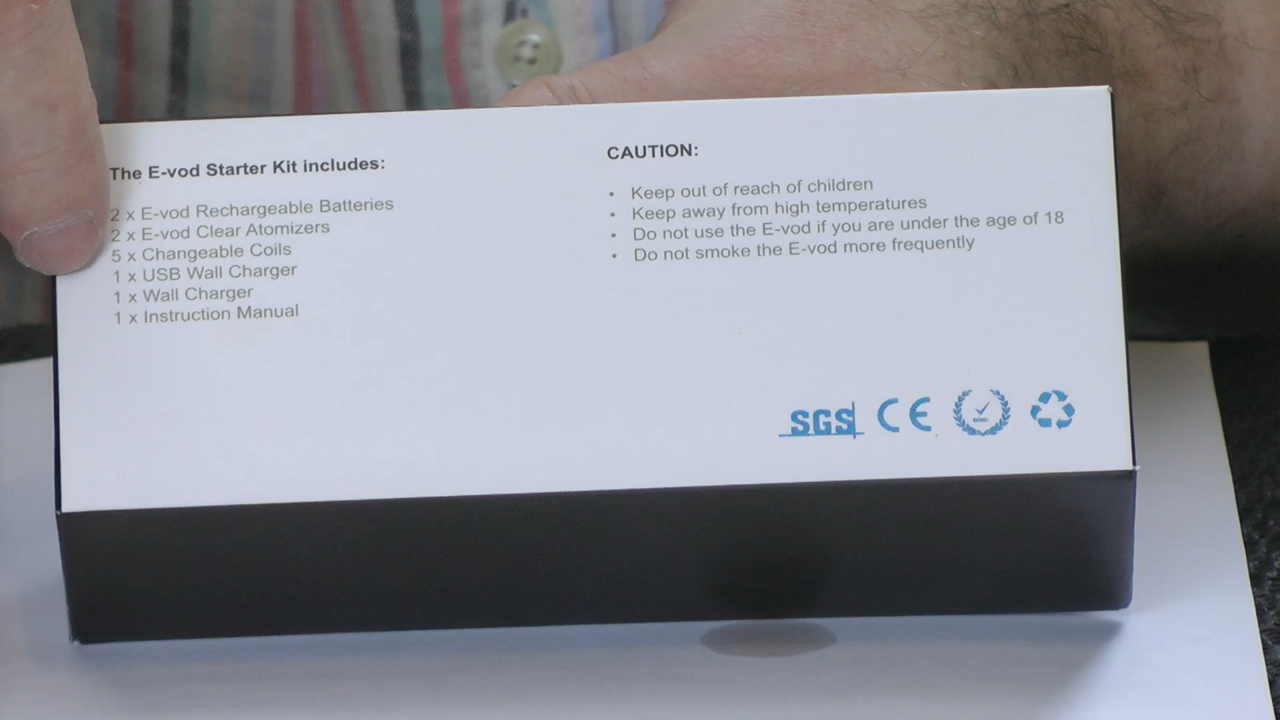 The E-vod Starter Kit includes:
2 x E-vod Rechargeable Batteries
2 x E-vod Clear Atomizers
5 x Changeable Coils
1 x USB Wall Charger
1 x Wall Charger
1 x Instruction Manual
CAUTION:
• Keep out of reach of children
• Keep away from high temperatures
• Do not use the E-vod if you are under the age of 18
• Do not smoke the E-vod more frequently
SGS CE